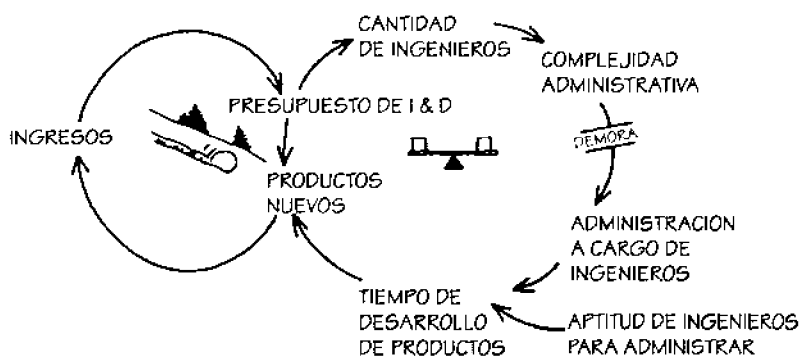 CANTIDAD
DE INGENIEROS
COMPLEJIDAD
ADMINISTRATIVA
PRESUPUESTO DE I & D
INGRESOS
DEMORA
PRODUCTOS
NUEVOS
ADMINISTRACION
A CARGO DE
INGENIEROS
TIEMPO DE
DESARROLLO
DE PRODUCTOS
APTITUD DE INGENIEROS
PARA ADMINISTRAR